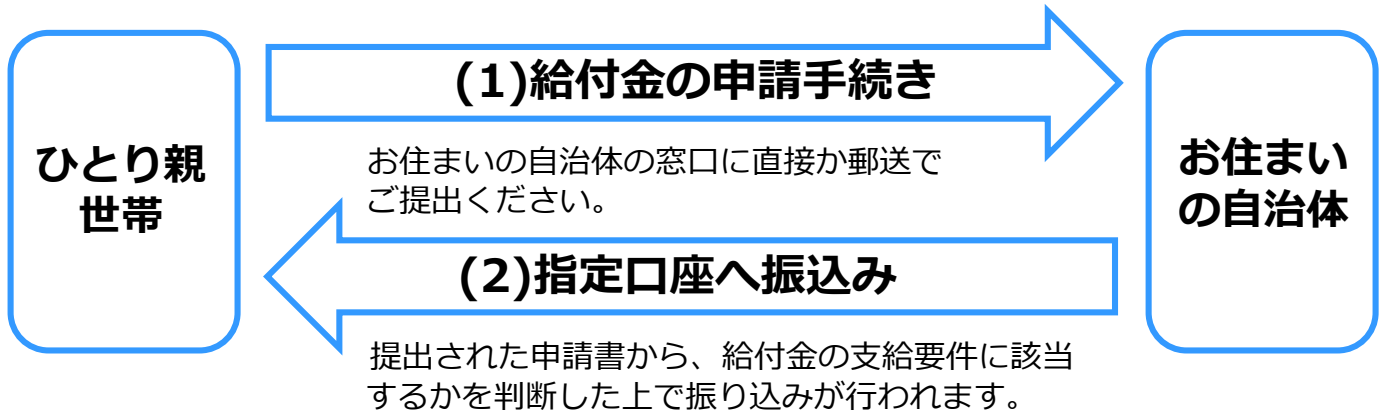 ひとり親
世帯
(1)給付金の申請手続き
お住まいの自治体の窓口に直接か郵送で
ご提出ください。
(2)指定口座へ振込み
提出された申請書から、給付金の支給要件に該当
するかを判断した上で振り込みが行われます。
お住まい
の自治体